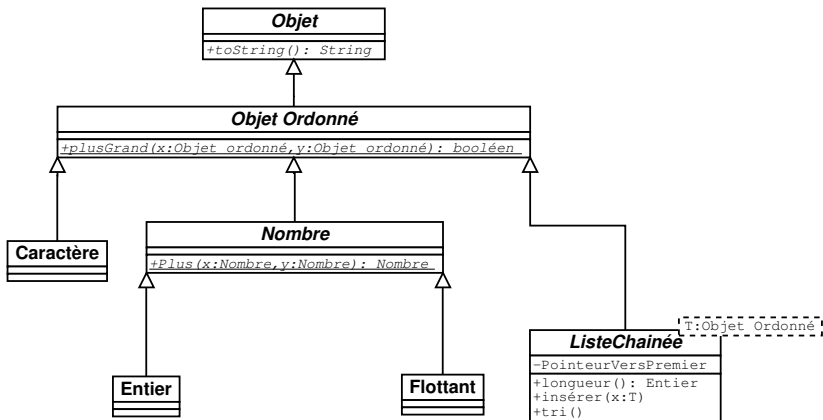 Objet
+toString(): String
Objet Ordonné
+plusGrand(x:Objet ordonné,y:Objet ordonné): booléen
Caractère
Nombre
+Plus(x:Nombre,y:Nombre): Nombre
T:Objet Ordonné
ListeChainée
-PointeurVersPremier
+longueur(): Entier
+insérer(x:T)
+tri()
Entier
Flottant